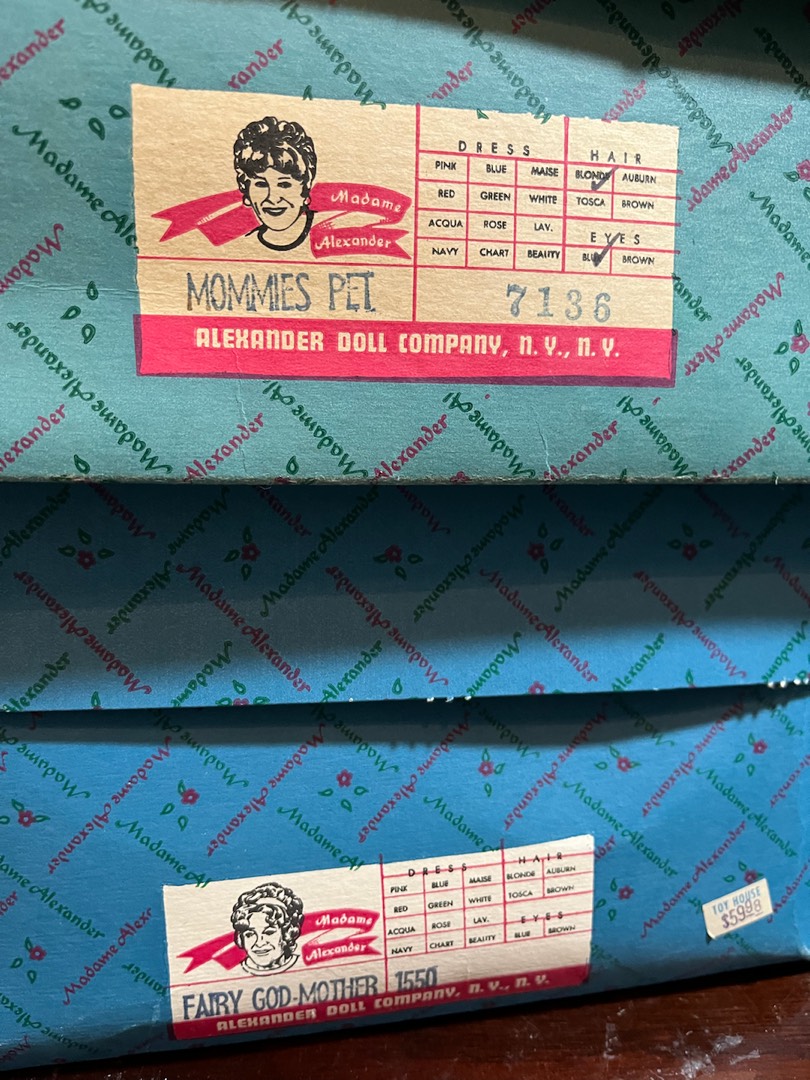 Madame
Alexander
DRESS
PINK BLUE MAISE
RED GREEN WHITE
ACQUA ROSE LAV.
NAVY CHART BEAUTY
HAIR
BLONDE AUBURN
TOSCA BROWN
EYES
BLUE BROWN
MOMMIES PET
7136
ALEXANDER DOLL COMPANY, N. Y., N. Y.
Madame Alexander
Madame
Alexander
DRESS
PINK BLUE MAISE
RED GREEN WHITE
ACQUA ROSE LAV.
NAVY CHART BEALITY
HAIR
BLONDE AUBURN
TOSCA BROWN
EYES
BLUE BROWN
FAIRY GOD-MOTHER 1550
ALEXANDER DOLL COMPANY, N. Y., N. Y.
TOY HOUSE
$59.98